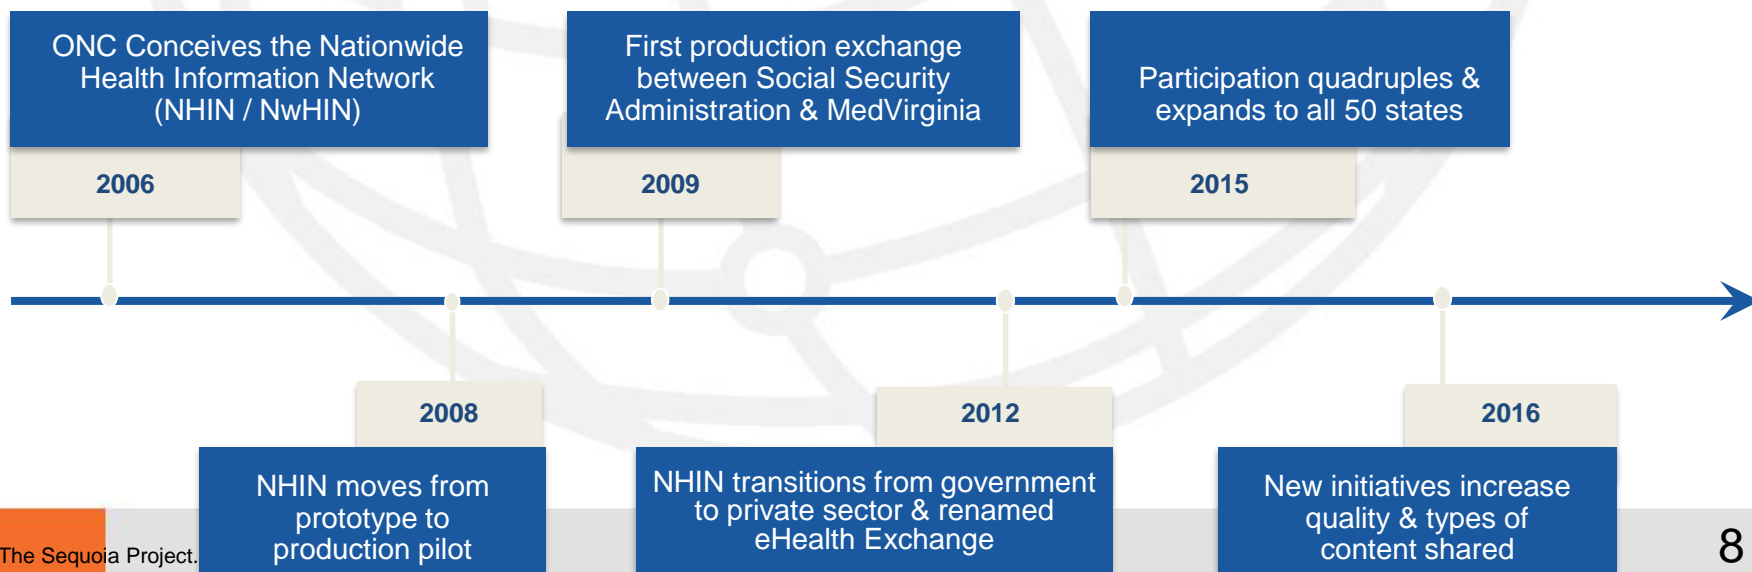 ONC Conceives the Nationwide
Health Information Network
(NHIN / NwHIN)
2006
First production exchange
between Social Security
Administration & MedVirginia
2009
Participation quadruples &
expands to all 50 states
2015
2008
NHIN moves from
prototype to
production pilot
2012
NHIN transitions from government
to private sector & renamed
eHealth Exchange
2016
New initiatives increase
quality & types of
content shared
The Sequoia Project.
8